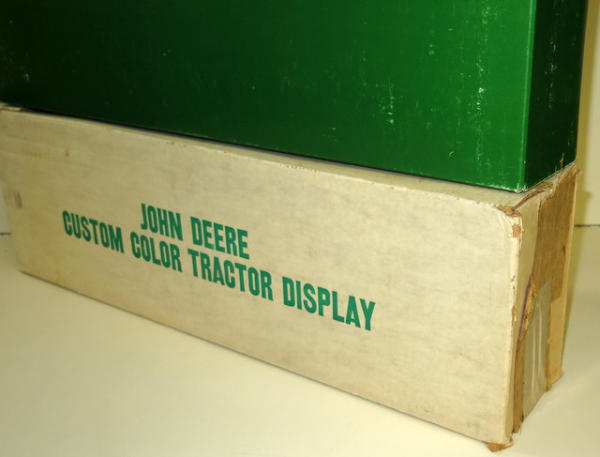 JOHN DEERE
CUSTOM COLOR TRACTOR DISPLAY